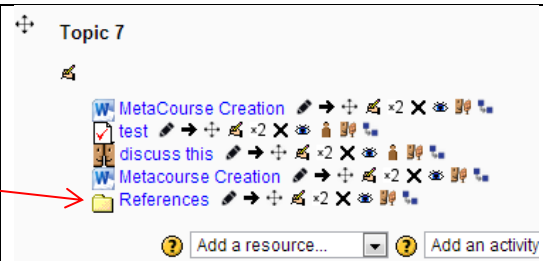 Topic 7
MetaCourse Creation ×2
test ×2
discuss this ×2
Metacourse Creation ×2
References ×2
? Add a resource... ? Add an activity